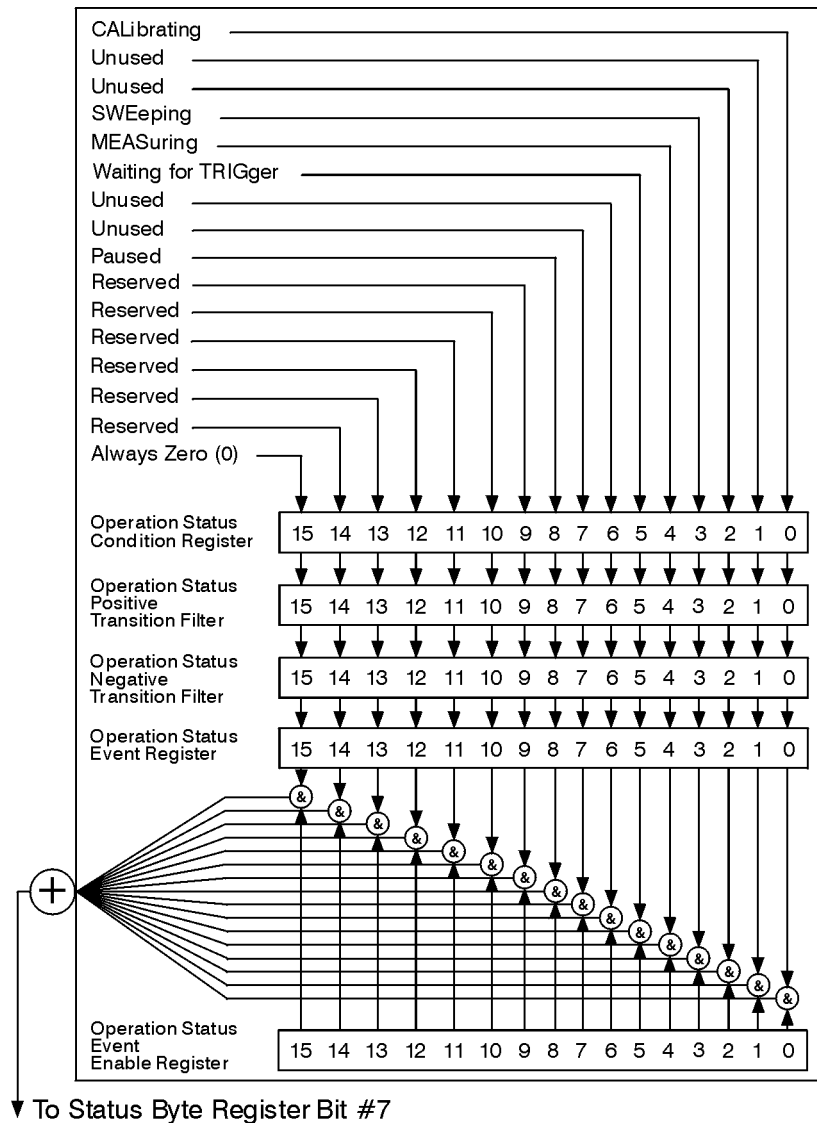 CALibrating
Unused
Unused
SWEeping
MEASuring
Waiting for TRIGger
Unused
Unused
Paused
Reserved
Reserved
Reserved
Reserved
Reserved
Reserved
Always Zero (0)
Operation Status
Condition Register
15 14 13 12 11 10 9 8 7 6 5 4 3 2 1 0
Operation Status
Positive
Transition Filter
15 14 13 12 11 10 9 8 7 6 5 4 3 2 1 0
Operation Status
Negative
Transition Filter
15 14 13 12 11 10 9 8 7 6 5 4 3 2 1 0
Operation Status
Event Register
15 14 13 12 11 10 9 8 7 6 5 4 3 2 1 0
&
&
&
&
&
&
&
&
+
&
&
&
&
&
&
&
&
Operation Status
Event
Enable Register
15 14 13 12 11 10 9 8 7 6 5 4 3 2 1 0
To Status Byte Register Bit #7